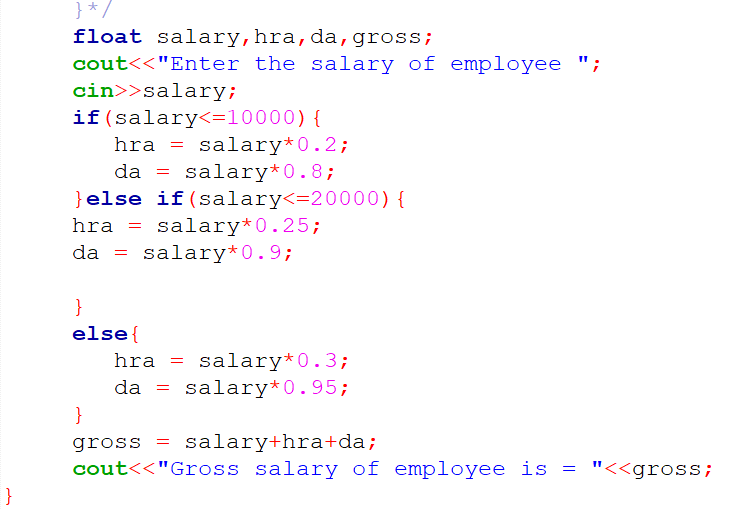 }*/
float salary,hra,da,gross;
cout<<"Enter the salary of employee ";
cin>>salary;
if(salary<=10000){
hra = salary*0.2;
da = salary*0.8;
}else if(salary<=20000){
hra = salary*0.25;
da = salary*0.9;
}
else{
hra = salary*0.3;
da = salary*0.95;
}
gross = salary+hra+da;
cout<<"Gross salary of employee is = "<<gross;
}